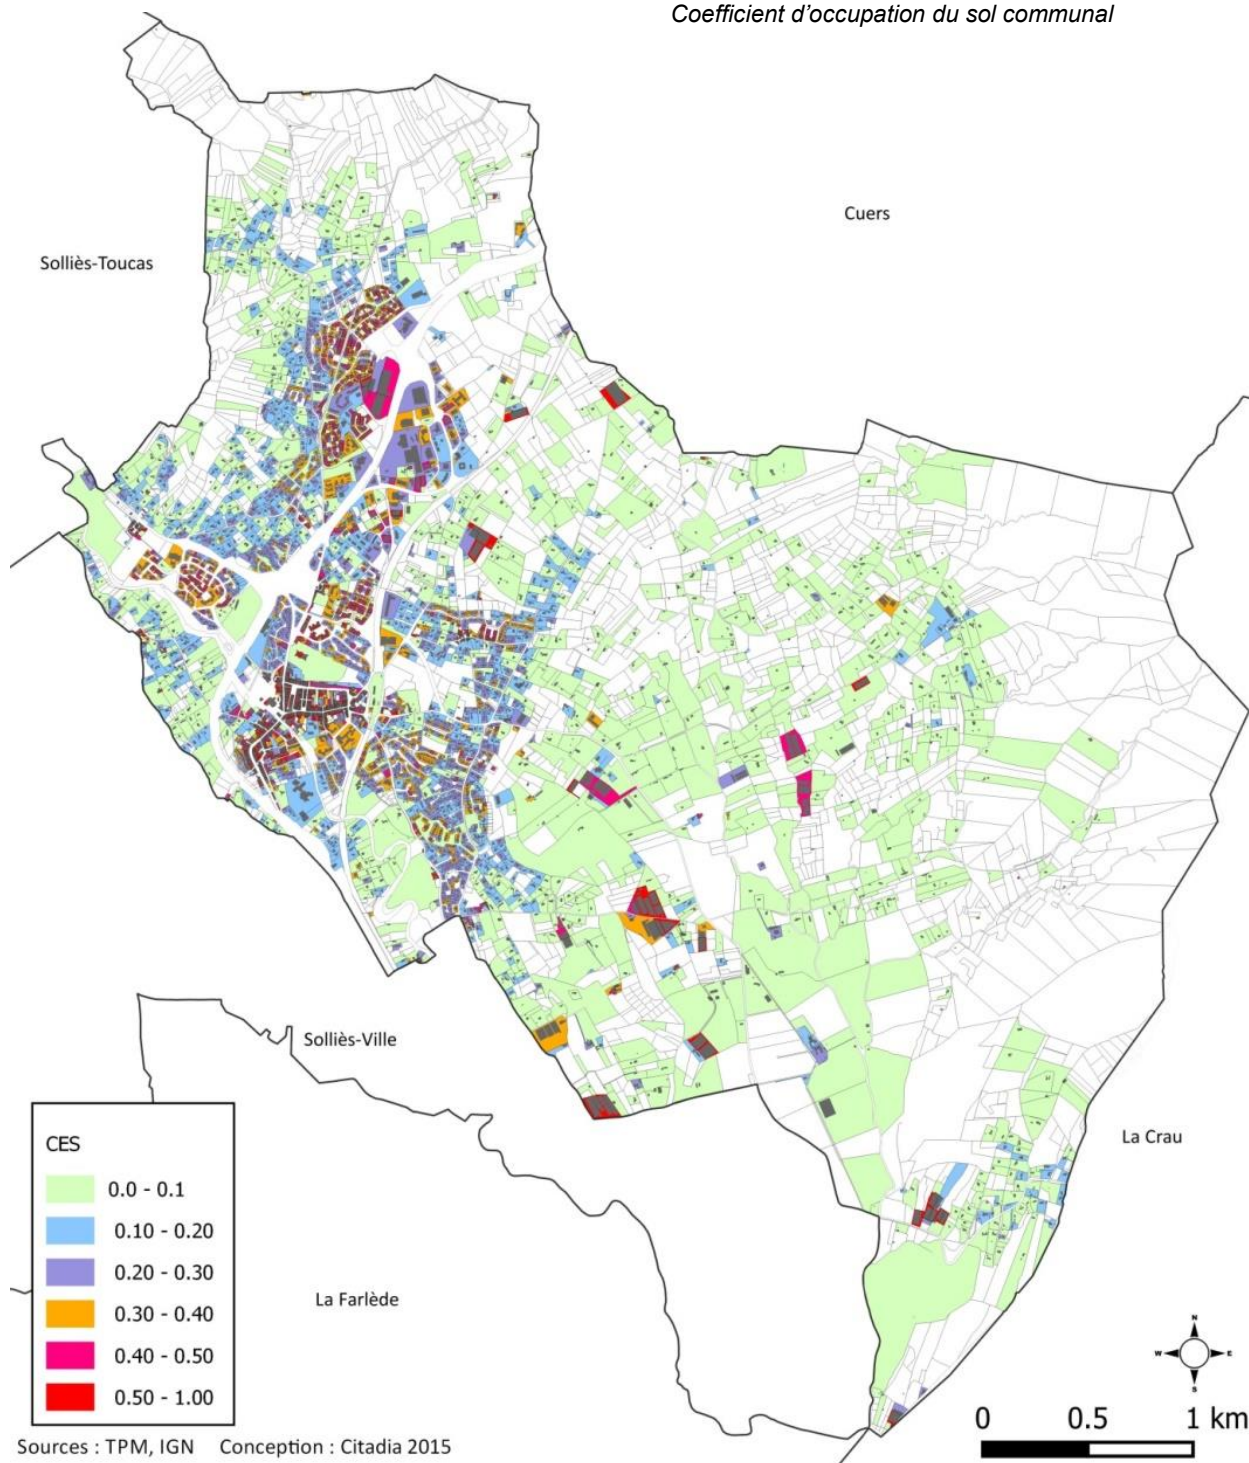 Coefficient d'occupation du sol communal
Cuers
Solliès-Toucas
Solliès-Ville
La Crau
La Farlède
CES
0.0 - 0.1
0.10 - 0.20
0.20 - 0.30
0.30 - 0.40
0.40 - 0.50
0.50 - 1.00
N
W E
S
0 0.5 1 km
Sources : TPM, IGN Conception : Citadia 2015